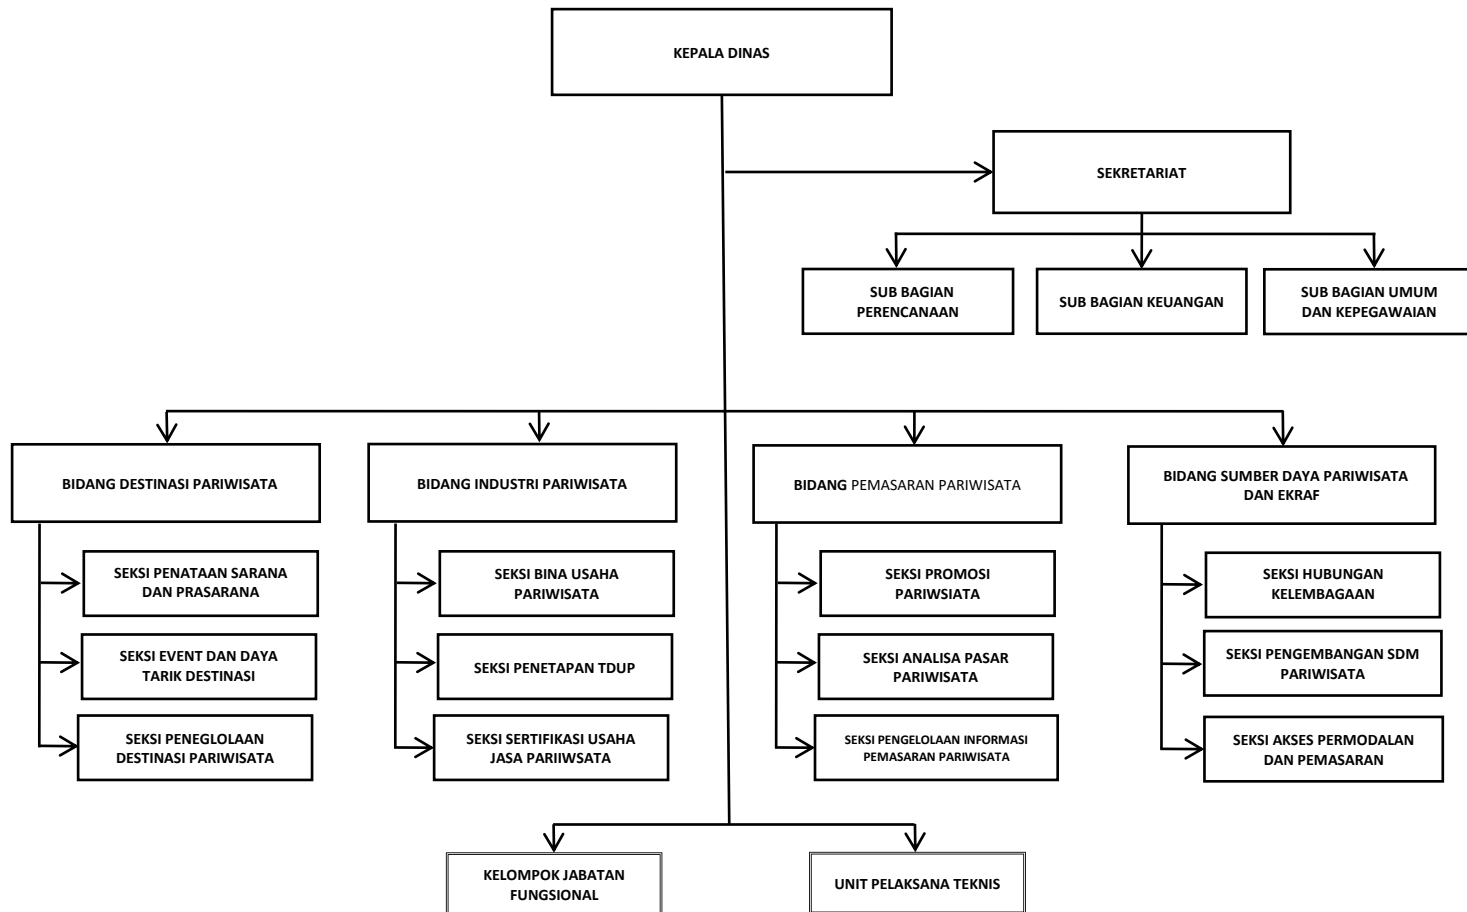 KEPALA DINAS
SEKRETARIAT
SUB BAGIAN
PERENCANAAN
SUB BAGIAN KEUANGAN
SUB BAGIAN UMUM
DAN KEPEGAWAIAN
BIDANG DESTINASI PARIWISATA
BIDANG INDUSTRI PARIWISATA
BIDANG PEMASARAN PARIWISATA
BIDANG SUMBER DAYA PARIWISATA
DAN EKRAF
SEKSI PENATAAN SARANA
DAN PRASARANA
SEKSI EVENT DAN DAYA
TARIK DESTINASI
SEKSI PENEGLOLAAN
DESTINASI PARIWISATA
SEKSI BINA USAHA
PARIWISATA
SEKSI PENETAPAN TDUP
SEKSI SERTIFIKASI USAHA
JASA PARIIWSATA
SEKSI PROMOSI
PARIWSIATA
SEKSI ANALISA PASAR
PARIWISATA
SEKSI PENGELOLAAN INFORMASI
PEMASARAN PARIWISATA
SEKSI HUBUNGAN
KELEMBAGAAN
SEKSI PENGEMBANGAN SDM
PARIWISATA
SEKSI AKSES PERMODALAN
DAN PEMASARAN
KELOMPOK JABATAN
FUNGSIONAL
UNIT PELAKSANA TEKNIS